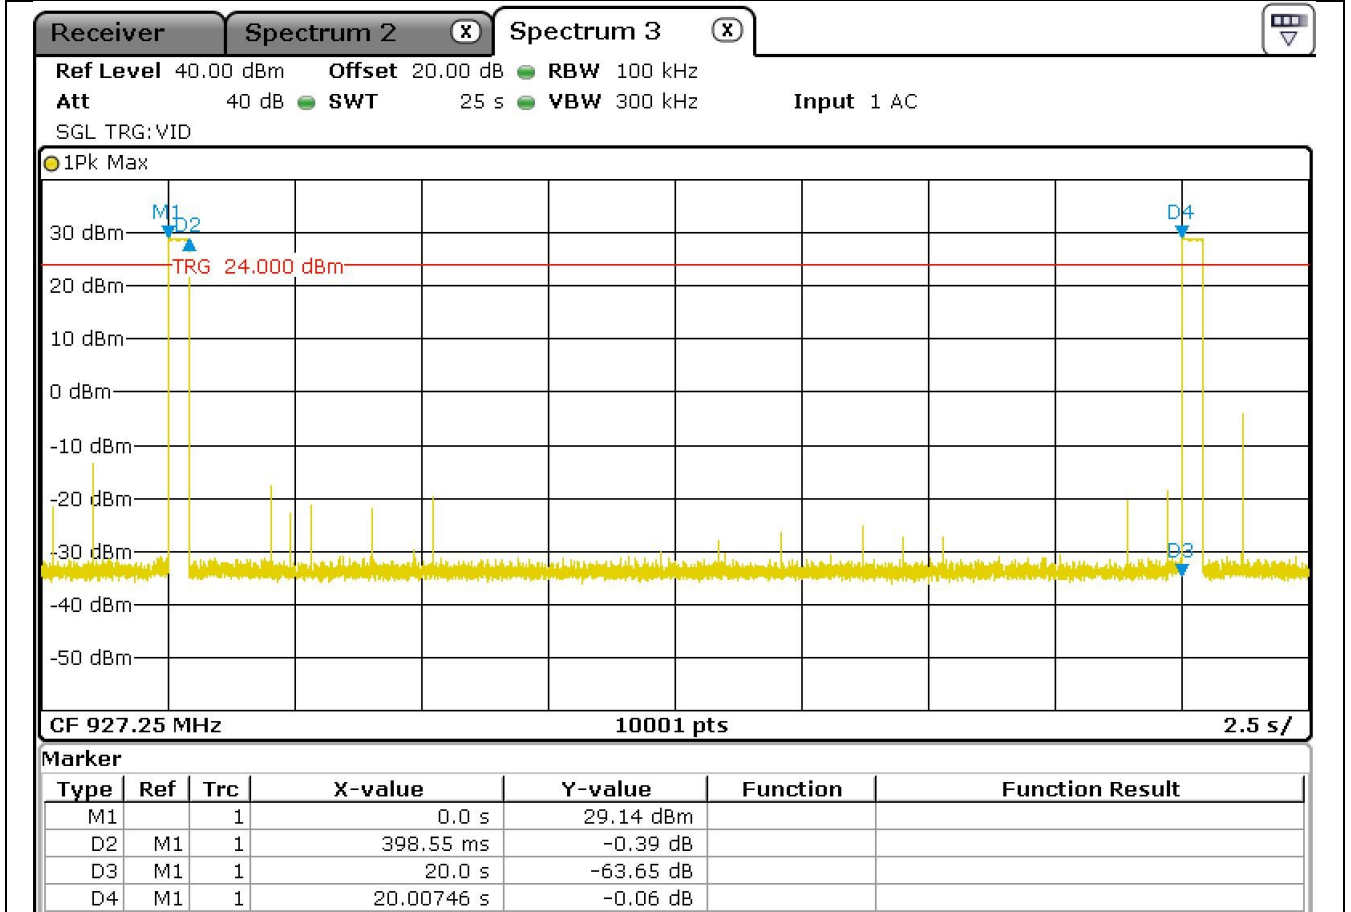 Receiver Spectrum 2 X Spectrum 3 X
Ref Level 40.00 dBm Offset 20.00 dB RBW 100 kHz
Att 40 dB SWT 25 s VBW 300 kHz Input 1 AC
SGL TRG:VID
1Pk Max
M1 D2 D4
30 dBm
TRG 24.000 dBm
20 dBm
10 dBm
0 dBm
-10 dBm
-20 dBm
-30 dBm D3
-40 dBm
-50 dBm
CF 927.25 MHz 10001 pts 2.5 s/
Marker
Type Ref Trc X-value Y-value Function Function Result
M1 1 0.0 s 29.14 dBm
D2 M1 1 398.55 ms -0.39 dB
D3 M1 1 20.0 s -63.65 dB
D4 M1 1 20.00746 s -0.06 dB